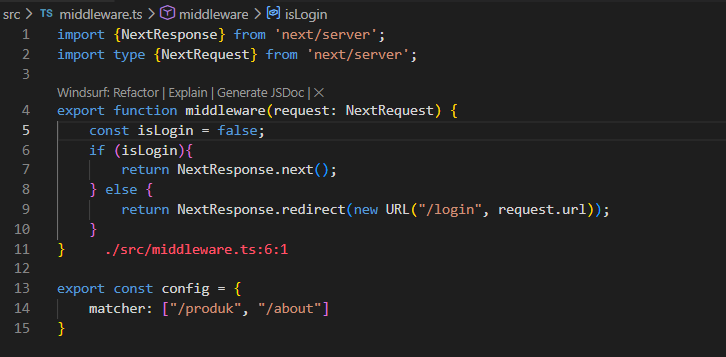 src > TS middleware.ts > middleware > isLogin
1 import {NextResponse} from 'next/server';
2 import type {NextRequest} from 'next/server';
3
Windsurf: Refactor | Explain | Generate JSDoc | ×
4 export function middleware(request: NextRequest) {
5     const isLogin = false;
6     if (isLogin){
7         return NextResponse.next();
8     } else {
9         return NextResponse.redirect(new URL("/login", request.url));
10     }
11 }     ./src/middleware.ts:6:1
12
13 export const config = {
14     matcher: ["/produk", "/about"]
15 }